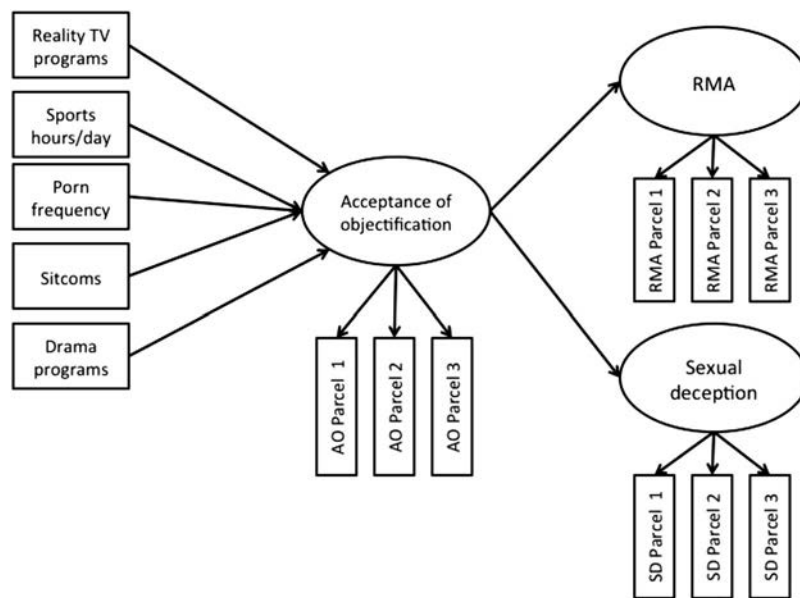 Reality TV
programs
Sports
hours/day
Porn
frequency
Sitcoms
Drama
programs
Acceptance of
objectification
AO Parcel 1
AO Parcel 2
AO Parcel 3
RMA
RMA Parcel 1
RMA Parcel 2
RMA Parcel 3
Sexual
deception
SD Parcel 1
SD Parcel 2
SD Parcel 3